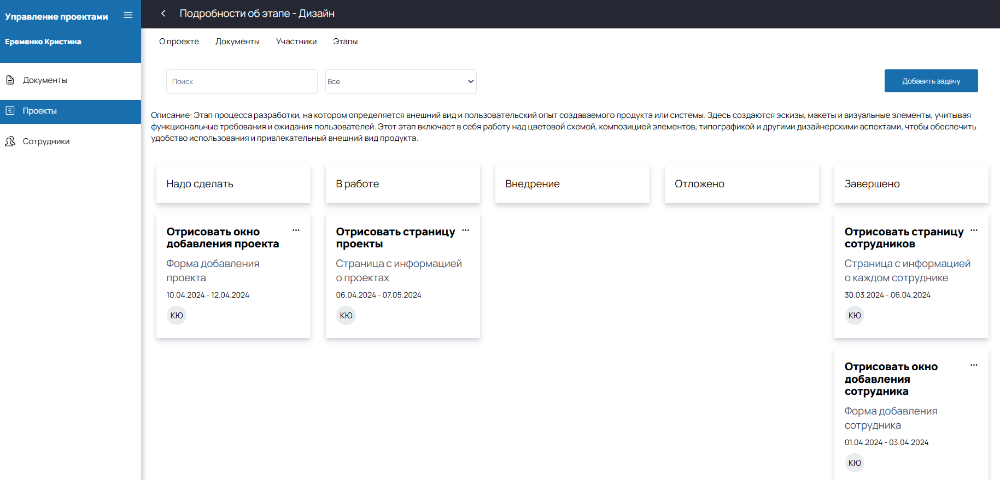 Управление проектами
Еременко Кристина
Документы
Проекты
Сотрудники
Подробности об этапе - Дизайн
О проекте Документы Участники Этапы
Поиск Все Добавить задачу
Описание: Этап процесса разработки, на котором определяется внешний вид и пользовательский опыт создаваемого продукта или системы. Здесь создаются эскизы, макеты и визуальные элементы, учитывая
функциональные требования и ожидания пользователей. Этот этап включает в себя работу над цветовой схемой, композицией элементов, типографикой и другими дизайнерскими аспектами, чтобы обеспечить
удобство использования и привлекательный внешний вид продукта.
Надо сделать
Отрисовать окно
добавления проекта
Форма добавления
проекта
10.04.2024 - 12.04.2024
КЮ
В работе
Отрисовать страницу
проекты
Страница с информацией
о проектах
06.04.2024 - 07.05.2024
КЮ
Внедрение
Отложено
Завершено
Отрисовать страницу
сотрудников
Страница с информацией
о каждом сотруднике
30.03.2024 - 06.04.2024
КЮ
Отрисовать окно
добавления
сотрудника
Форма добавления
сотрудника
01.04.2024 - 03.04.2024
КЮ